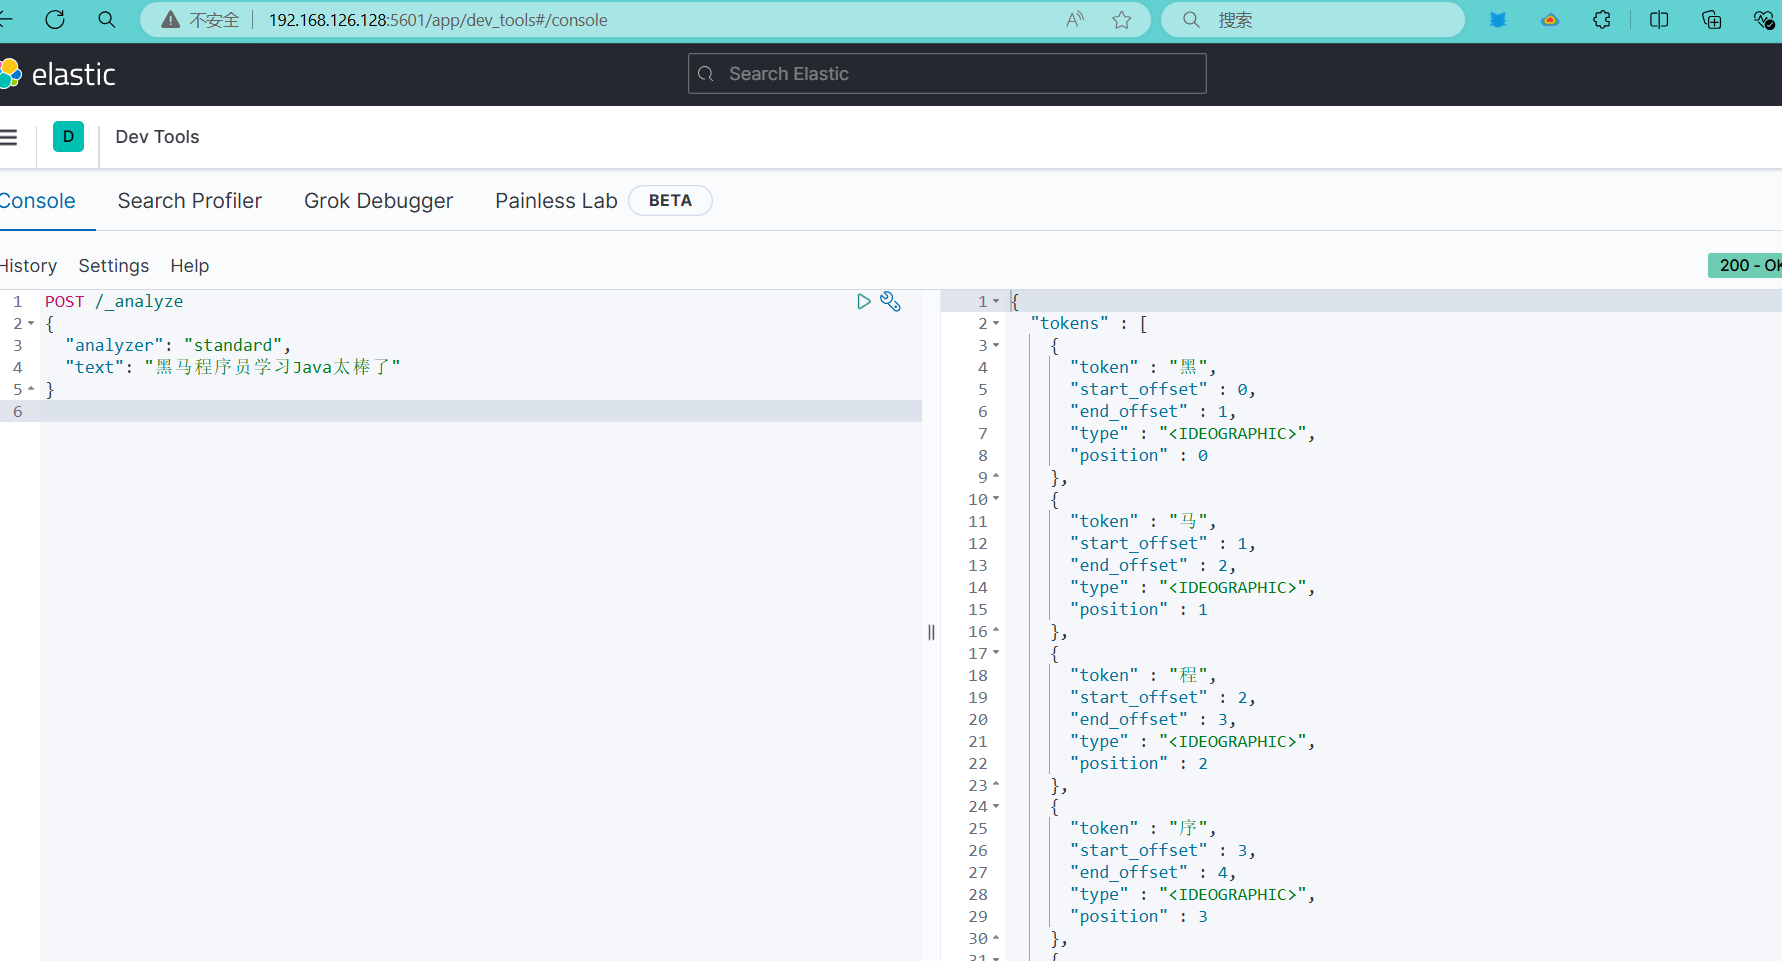 不安全 192.168.126.128:5601/app/dev_tools#/console A 搜索
elastic Search Elastic
D Dev Tools
Console Search Profiler Grok Debugger Painless Lab BETA
History Settings Help 200 - OK
1 POST /_analyze
2 {
3 "analyzer": "standard",
4 "text": "黑马程序员学习Java太棒了"
5 }
6
1 {
2 "tokens" : [
3 {
4 "token" : "黑",
5 "start_offset" : 0,
6 "end_offset" : 1,
7 "type" : "<IDEOGRAPHIC>",
8 "position" : 0
9 },
10 {
11 "token" : "马",
12 "start_offset" : 1,
13 "end_offset" : 2,
14 "type" : "<IDEOGRAPHIC>",
15 "position" : 1
16 },
17 {
18 "token" : "程",
19 "start_offset" : 2,
20 "end_offset" : 3,
21 "type" : "<IDEOGRAPHIC>",
22 "position" : 2
23 },
24 {
25 "token" : "序",
26 "start_offset" : 3,
27 "end_offset" : 4,
28 "type" : "<IDEOGRAPHIC>",
29 "position" : 3
30 },
31 {